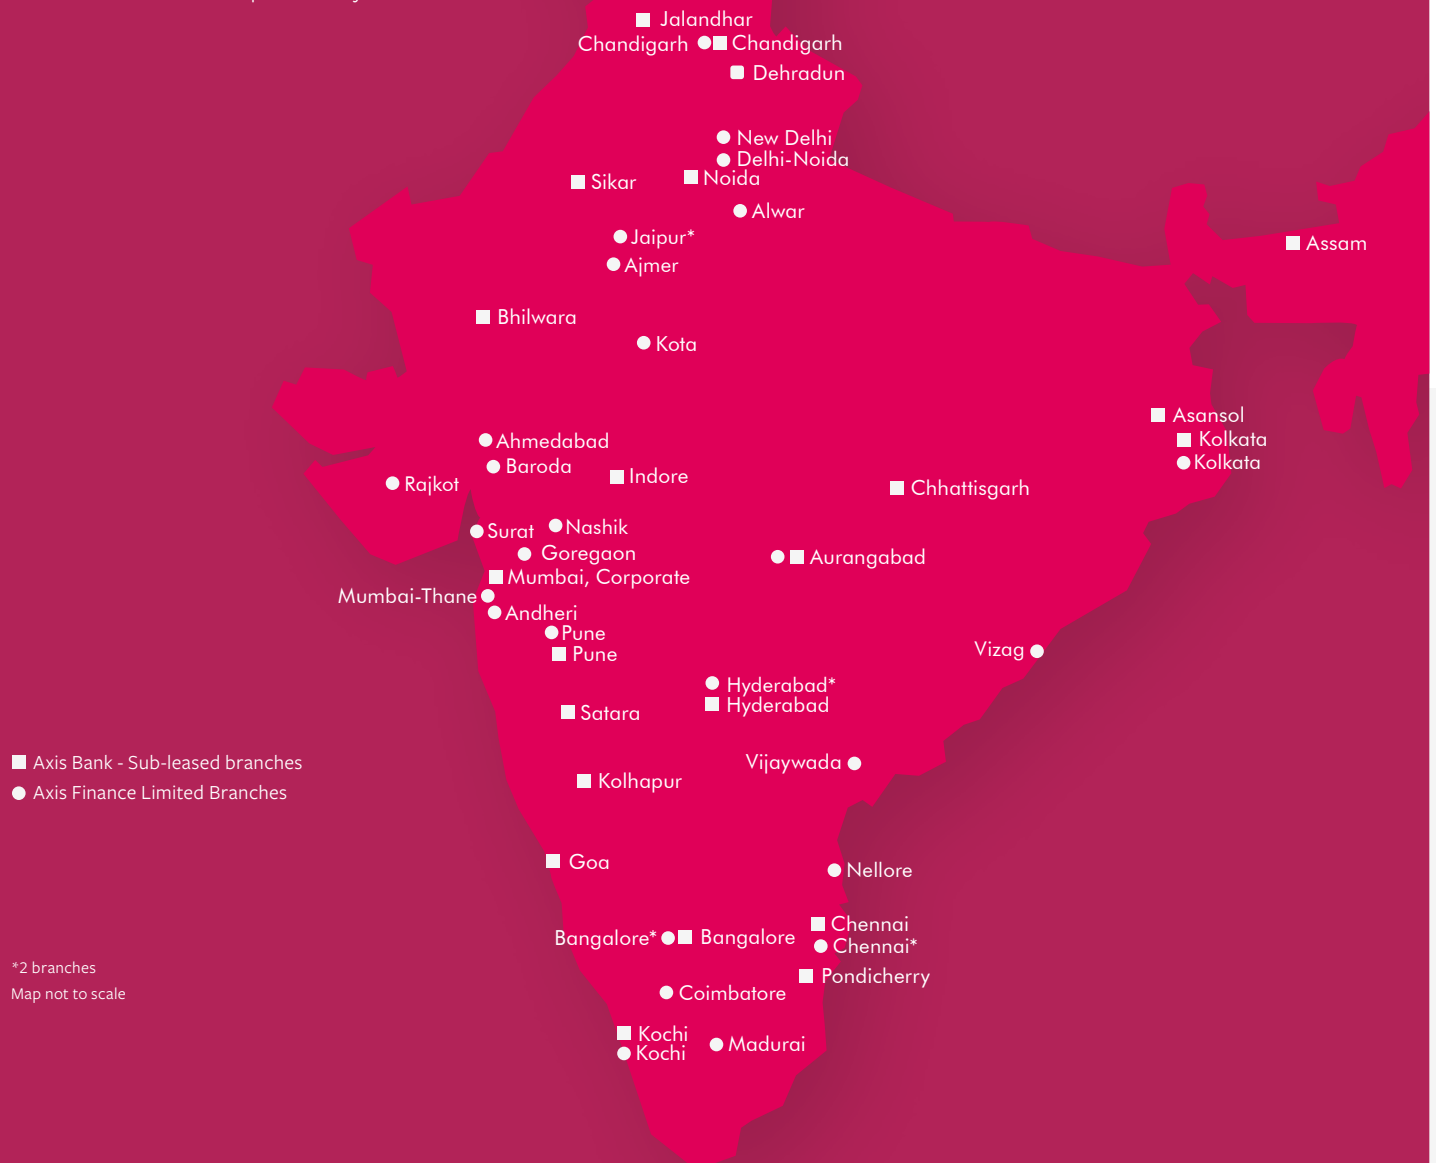 Jalandhar
Chandigarh Chandigarh
Dehradun
New Delhi
Delhi-Noida
Sikar Noida
Alwar
Jaipur*
Assam
Ajmer
Bhilwara
Kota
Asansol
Kolkata
Ahmedabad
Kolkata
Baroda
Indore
Rajkot
Chhattisgarh
Nashik
Surat
Goregaon
Aurangabad
Mumbai, Corporate
Mumbai-Thane
Andheri
Pune
Vizag
Pune
Hyderabad*
Hyderabad
Satara
Axis Bank - Sub-leased branches
Vijaywada
Kolhapur
Axis Finance Limited Branches
Goa
Nellore
Chennai
Bangalore* Bangalore
Chennai*
*2 branches
Pondicherry
Map not to scale
Coimbatore
Kochi
Madurai
Kochi